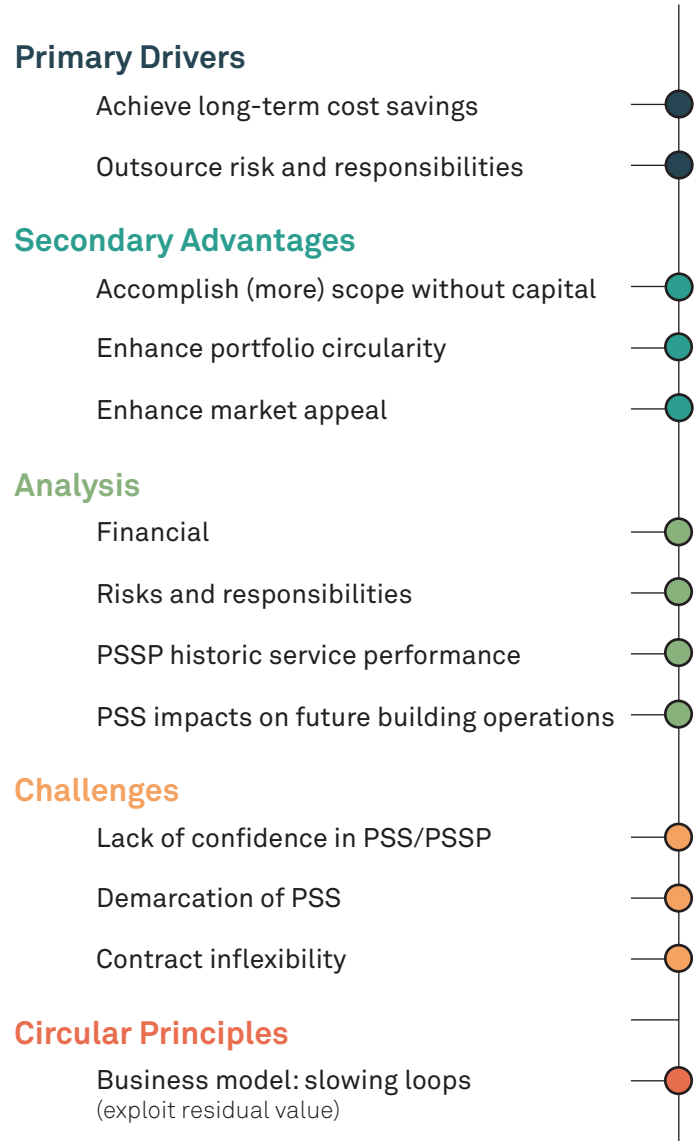 Primary Drivers
Achieve long-term cost savings
Outsource risk and responsibilities
Secondary Advantages
Accomplish (more) scope without capital
Enhance portfolio circularity
Enhance market appeal
Analysis
Financial
Risks and responsibilities
PSSP historic service performance
PSS impacts on future building operations
Challenges
Lack of confidence in PSS/PSSP
Demarcation of PSS
Contract inflexibility
Circular Principles
Business model: slowing loops
(exploit residual value)